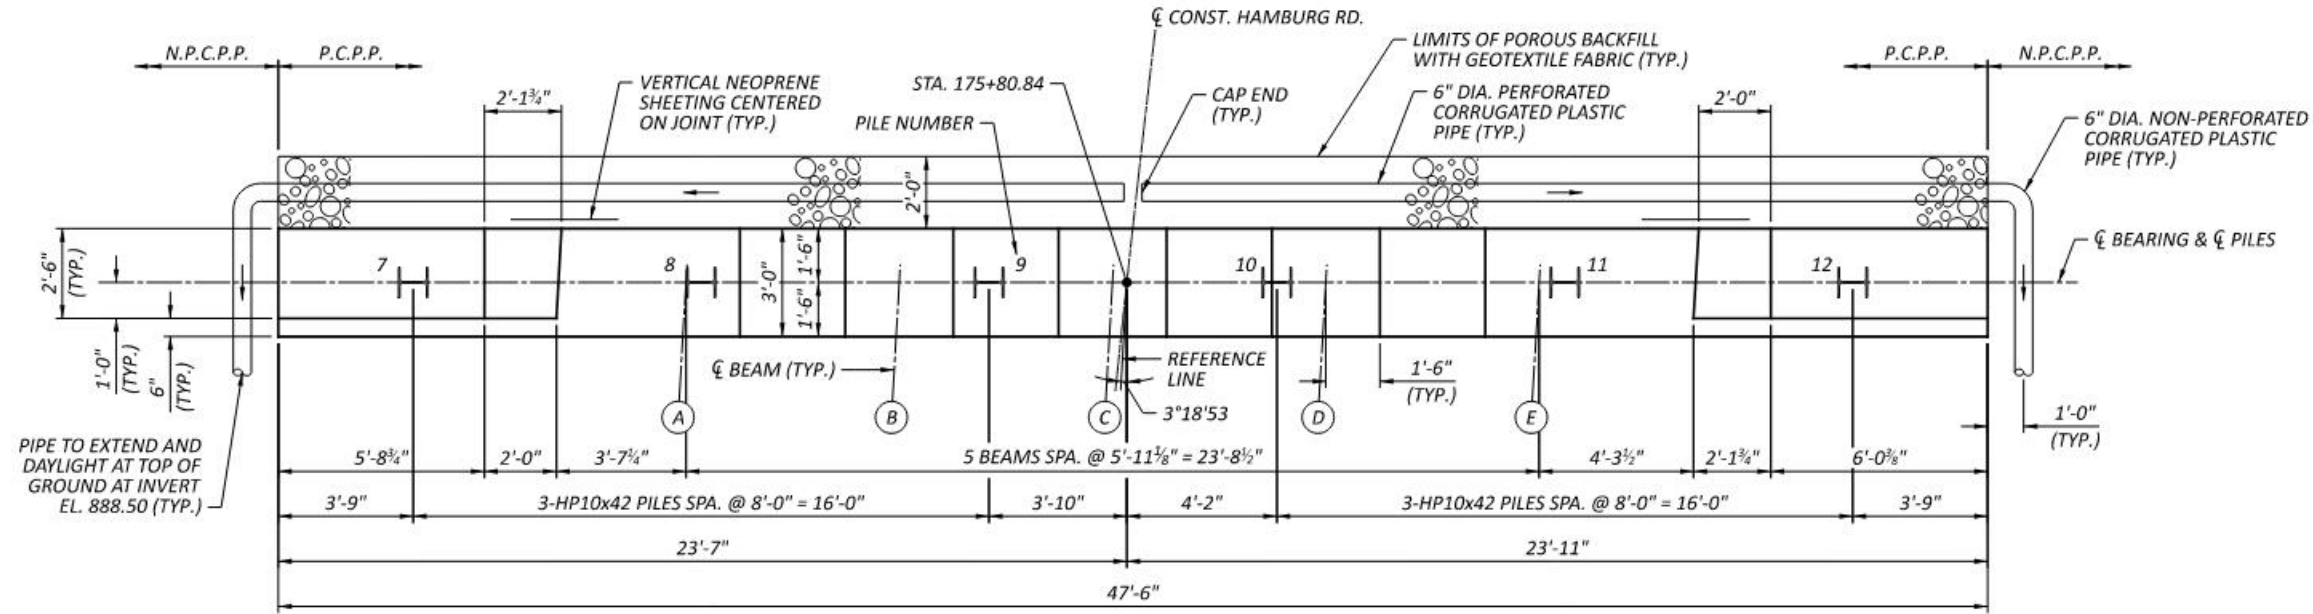 ℄ CONST. HAMBURG RD.
N.P.C.P.P.
P.C.P.P.
LIMITS OF POROUS BACKFILL
WITH GEOTEXTILE FABRIC (TYP.)
P.C.P.P.
N.P.C.P.P.
VERTICAL NEOPRENE
SHEETING CENTERED
ON JOINT (TYP.)
STA. 175+80.84
CAP END
(TYP.)
6" DIA. PERFORATED
CORRUGATED PLASTIC
PIPE (TYP.)
2'-1¾"
PILE NUMBER
2'-0"
6" DIA. NON-PERFORATED
CORRUGATED PLASTIC
PIPE (TYP.)
2'-0"
℄ BEARING & ℄ PILES
2'-6"
(TYP.)
7
8
3'-0"
1'-6"
1'-6"
9
10
11
12
1'-0"
(TYP.)
6"
(TYP.)
℄ BEAM (TYP.)
REFERENCE
LINE
1'-6"
(TYP.)
3°18'53
A
B
C
D
E
1'-0"
(TYP.)
PIPE TO EXTEND AND
DAYLIGHT AT TOP OF
GROUND AT INVERT
EL. 888.50 (TYP.)
5'-8¾"
2'-0"
3'-7¼"
5 BEAMS SPA. @ 5'-11⅛" = 23'-8½"
4'-3½"
2'-1¾"
6'-0⅜"
3'-9"
3-HP10x42 PILES SPA. @ 8'-0" = 16'-0"
3'-10"
4'-2"
3-HP10x42 PILES SPA. @ 8'-0" = 16'-0"
3'-9"
23'-7"
23'-11"
47'-6"